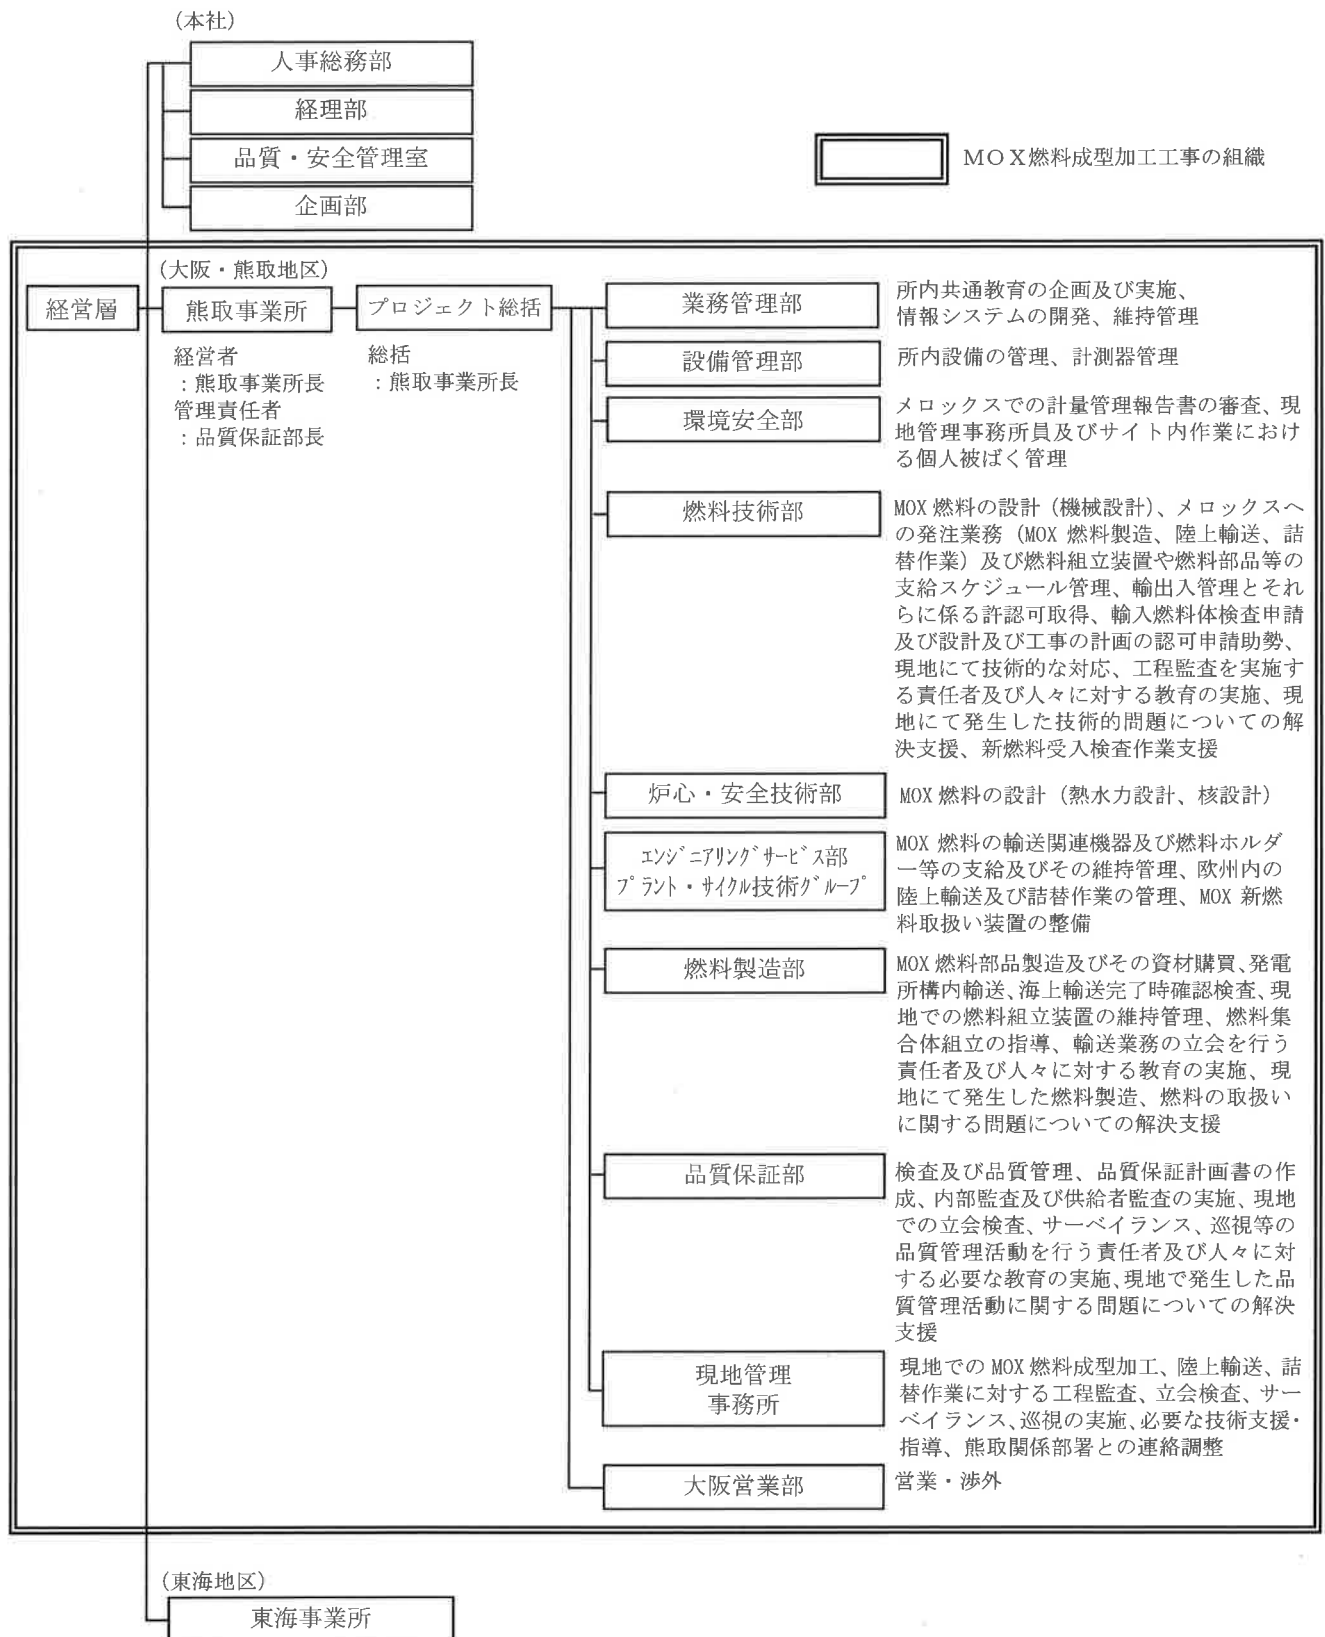 (本社)
人事総務部
経理部
品質・安全管理室
企画部
MOX燃料成型加工工事の組織
(大阪・熊取地区)
経営層
熊取事業所
プロジェクト総括
経営者
:熊取事業所長
管理責任者
:品質保証部長
総括
:熊取事業所長
業務管理部
所内共通教育の企画及び実施、
情報システムの開発、維持管理
設備管理部
所内設備の管理、計測器管理
環境安全部
メロックスでの計量管理報告書の審査、現
地管理事務所員及びサイト内作業におけ
る個人被ばく管理
燃料技術部
MOX 燃料の設計(機械設計)、メロックスへ
の発注業務(MOX 燃料製造、陸上輸送、詰
替作業)及び燃料組立装置や燃料部品等の
支給スケジュール管理、輸出入管理とそれ
らに係る許認可取得、輸入燃料体検査申請
及び設計及び工事の計画の認可申請助勢、
現地にて技術的な対応、工程監査を実施す
る責任者及び人々に対する教育の実施、現
地にて発生した技術的問題についての解
決支援、新燃料受入検査作業支援
炉心・安全技術部
MOX 燃料の設計(熱水力設計、核設計)
エンジニアリングサービス部
プラント・サイクル技術グループ
MOX 燃料の輸送関連機器及び燃料ホルダ
ー等の支給及びその維持管理、欧州内の
陸上輸送及び詰替作業の管理、MOX 新燃
料取扱い装置の整備
燃料製造部
MOX 燃料部品製造及びその資材購買、発電
所構内輸送、海上輸送完了時確認検査、現
地での燃料組立装置の維持管理、燃料集
合体組立の指導、輸送業務の立会を行う
責任者及び人々に対する教育の実施、現
地にて発生した燃料製造、燃料の取扱い
に関する問題についての解決支援
品質保証部
検査及び品質管理、品質保証計画書の作
成、内部監査及び供給者監査の実施、現地
での立会検査、サーベイランス、巡視等の
品質管理活動を行う責任者及び人々に対
する必要な教育の実施、現地で発生した品
質管理活動に関する問題についての解決
支援
現地管理
事務所
現地での MOX 燃料成型加工、陸上輸送、詰
替作業に対する工程監査、立会検査、サー
ベイランス、巡視の実施、必要な技術支援・
指導、熊取関係部署との連絡調整
大阪営業部
営業・渉外
(東海地区)
東海事業所